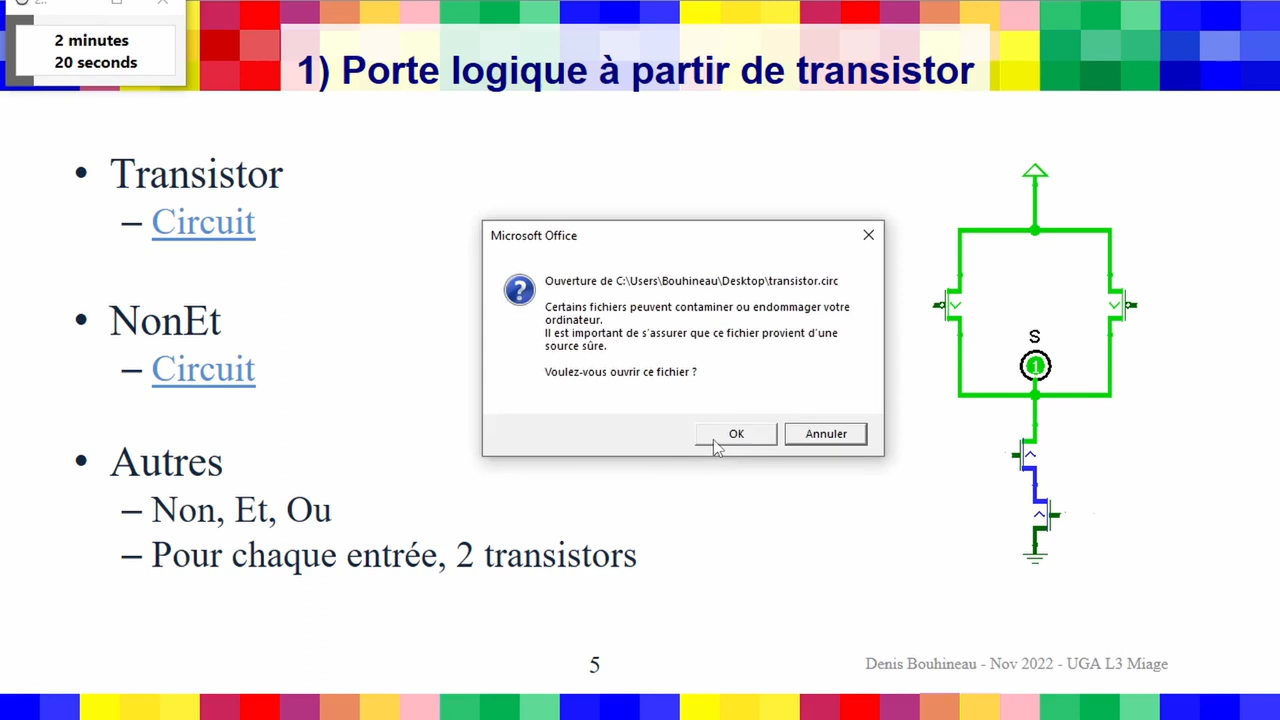 2 minutes
20 seconds
1) Porte logique à partir de transistor
• Transistor
– Circuit
• NonEt
– Circuit
• Autres
– Non, Et, Ou
– Pour chaque entrée, 2 transistors
Microsoft Office
Ouverture de C:\Users\Bouhineau\Desktop\transistor.circ
Certains fichiers peuvent contaminer ou endommager votre
ordinateur.
Il est important de s'assurer que ce fichier provient d'une
source sûre.
Voulez-vous ouvrir ce fichier ?
OK
Annuler
S
1
5
Denis Bouhineau - Nov 2022 - UGA L3 Miage